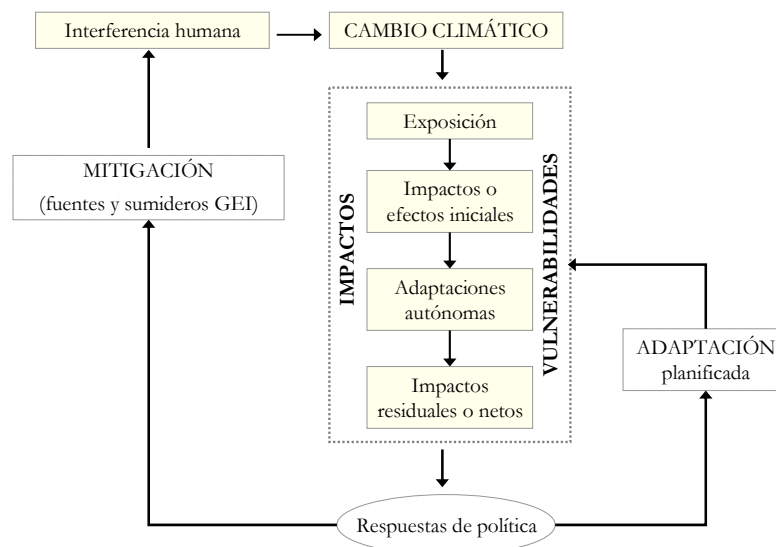 Interferencia humana
CAMBIO CLIMÁTICO
Exposición
MITIGACIÓN
(fuentes y sumideros GEI)
IMPACTOS
Impactos o
efectos iniciales
VULNERABILIDADES
Adaptaciones
autónomas
ADAPTACIÓN
planificada
Impactos
residuales o netos
Respuestas de política